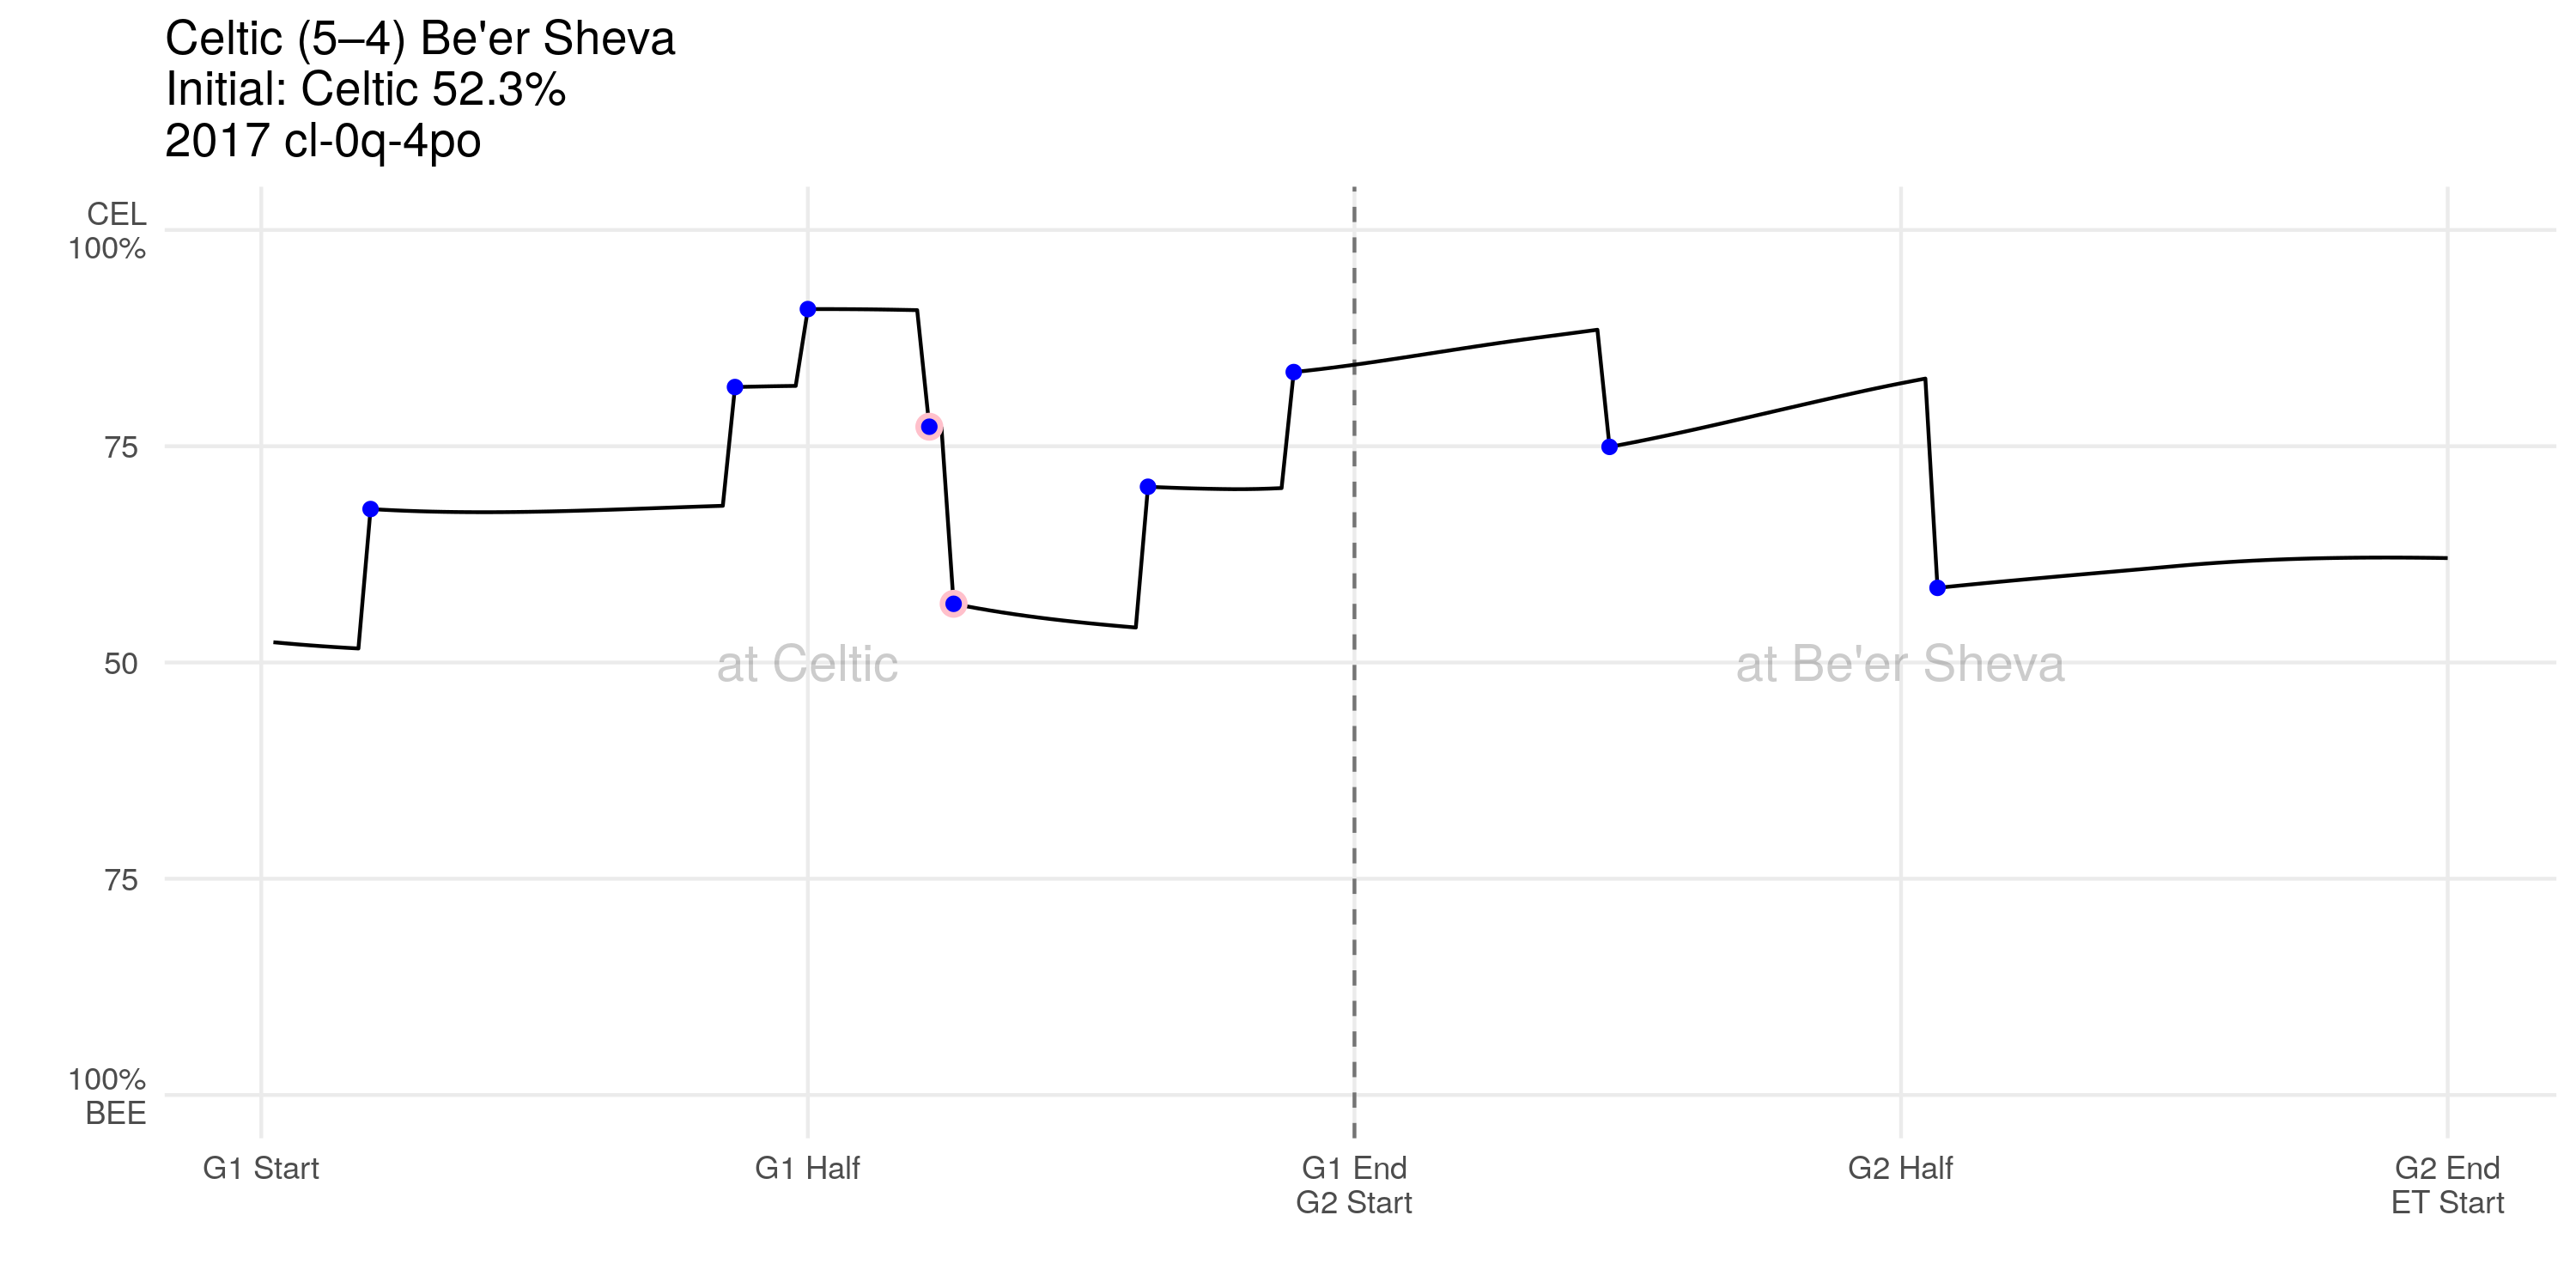 Celtic (5–4) Be'er Sheva
Initial: Celtic 52.3%
2017 cl-0q-4po
CEL
100%
75
50
75
100%
BEE
at Celtic
at Be'er Sheva
G1 Start
G1 Half
G1 End
G2 Start
G2 Half
G2 End
ET Start